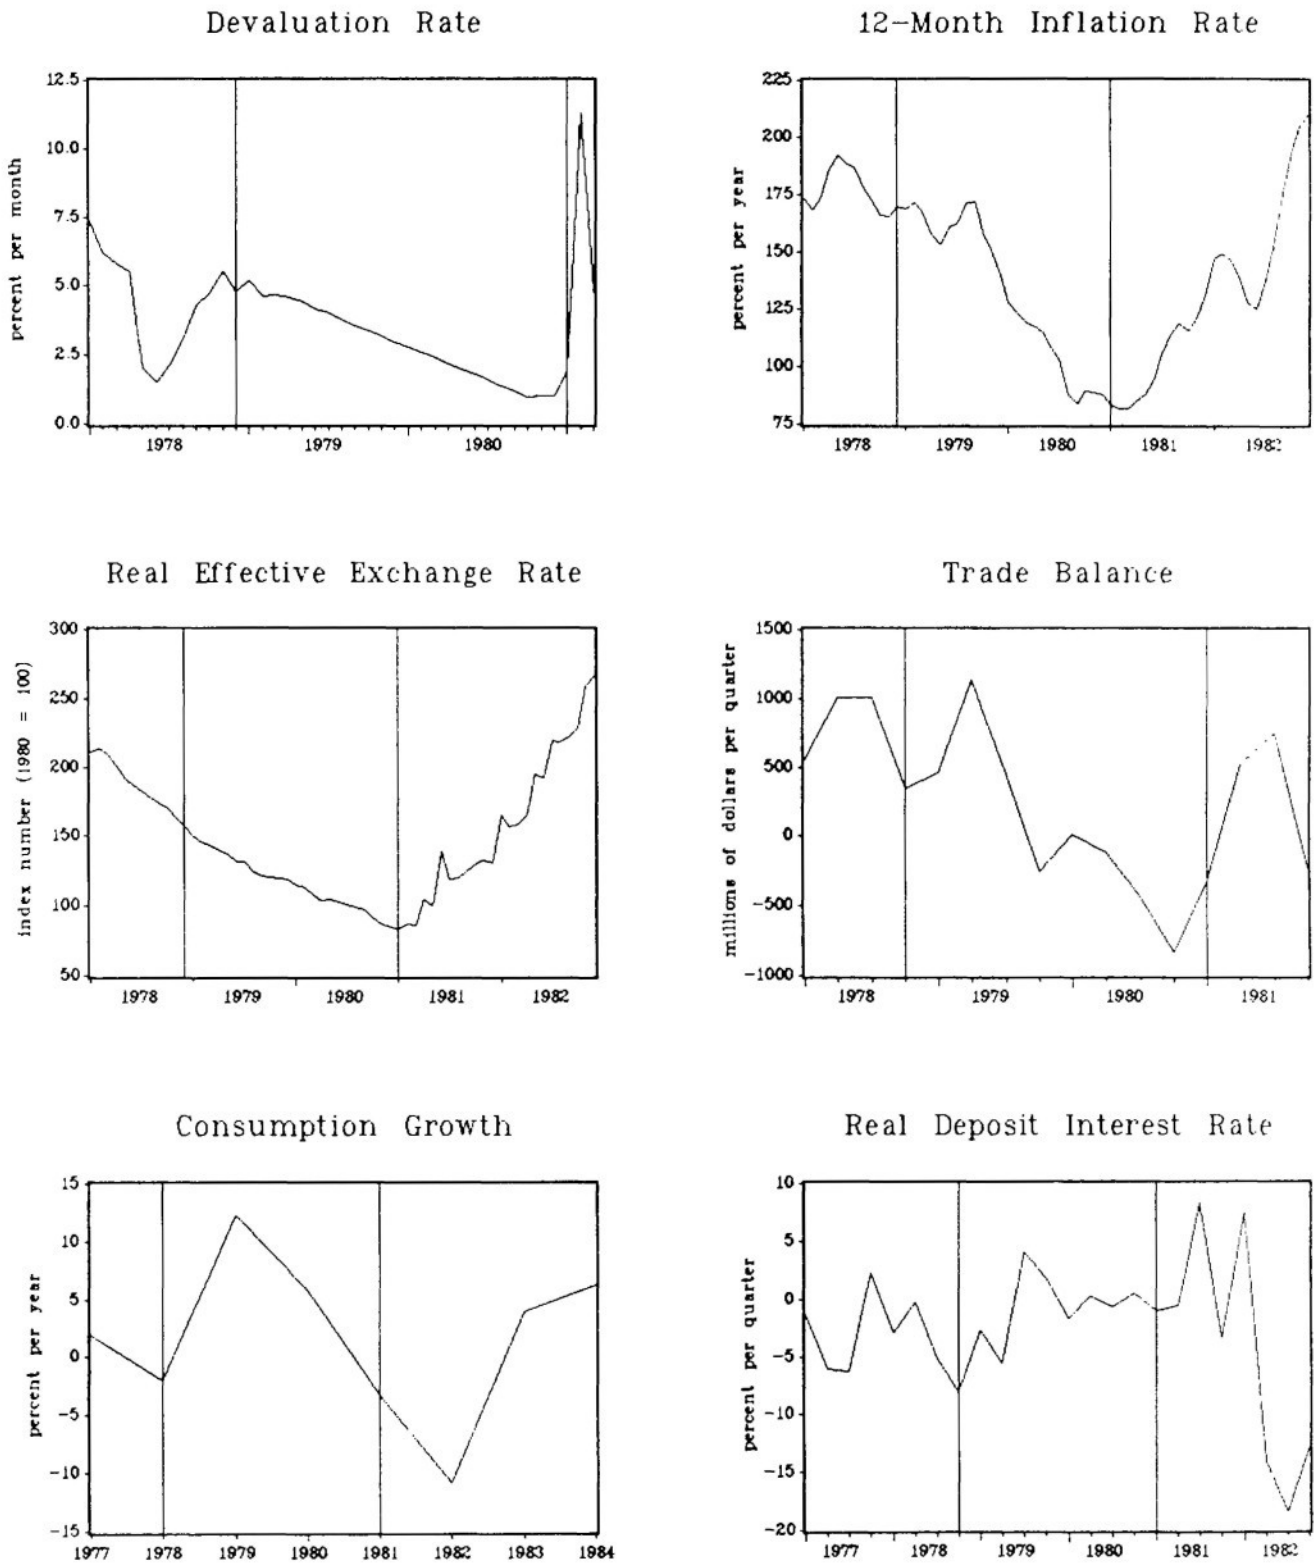 Devaluation Rate
percent per month
12.5
10.0
7.5
5.0
2.5
0.0
1978 1979 1980
12-Month Inflation Rate
percent per year
225
200
175
150
125
100
75
1978 1979 1980 1981 1982
Real Effective Exchange Rate
index number (1980 = 100)
300
250
200
150
100
50
1978 1979 1980 1981 1982
Trade Balance
millions of dollars per quarter
1500
1000
500
0
-500
-1000
1978 1979 1980 1981
Consumption Growth
percent per year
15
10
5
0
-5
-10
-15
1977 1978 1979 1980 1981 1982 1983 1984
Real Deposit Interest Rate
percent per quarter
10
5
0
-5
-10
-15
-20
1977 1978 1979 1980 1981 1982